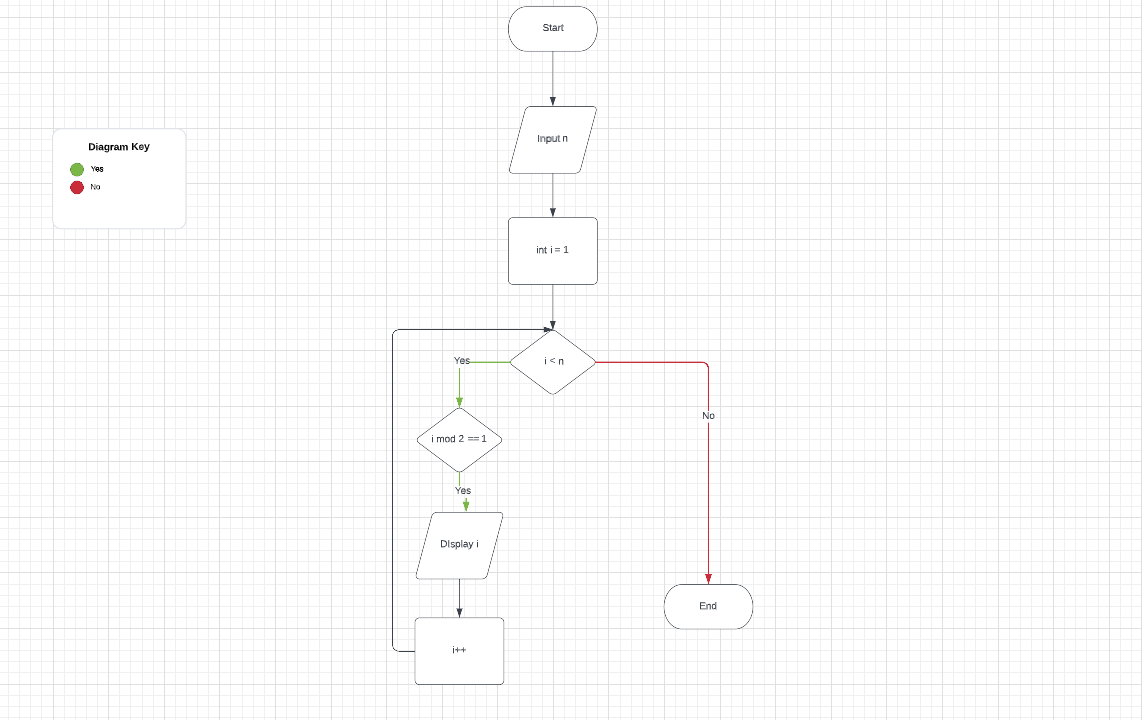 Start
Input n
Diagram Key
Yes
No
int i = 1
i < n
Yes
No
i mod 2 == 1
Yes
DIsplay i
End
i++